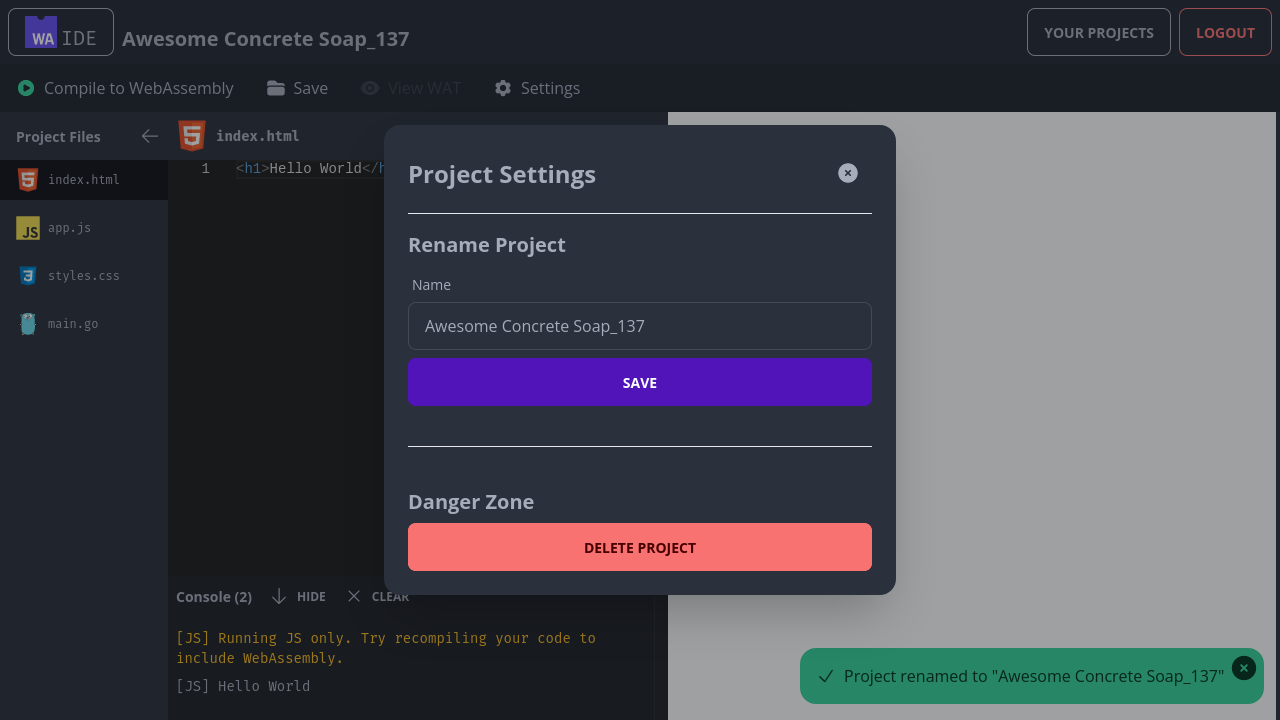 WA IDE
Awesome Concrete Soap_137
YOUR PROJECTS
LOGOUT
Compile to WebAssembly
Save
View WAT
Settings
Project Files
index.html
index.html
app.js
styles.css
main.go
1
<h1>Hello World</h
Project Settings
Rename Project
Name
Awesome Concrete Soap_137
SAVE
Danger Zone
DELETE PROJECT
Console (2)
HIDE
CLEAR
[JS] Running JS only. Try recompiling your code to
include WebAssembly.
[JS] Hello World
Project renamed to "Awesome Concrete Soap_137"